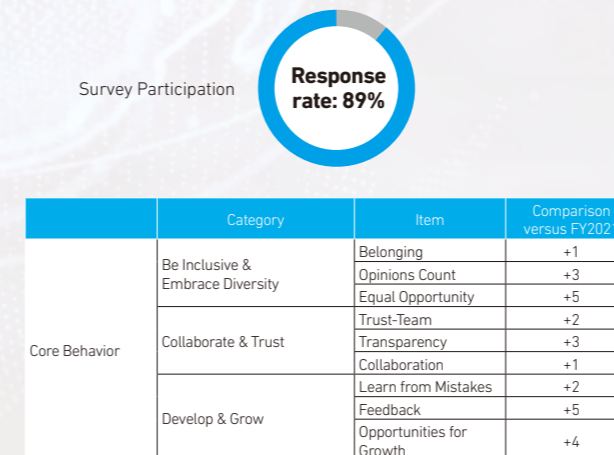 Survey Participation
Response
rate: 89%
Category
Item
Comparison
versus FY202
Core Behavior
Be Inclusive &
Embrace Diversity
Belonging
+1
Opinions Count
+3
Equal Opportunity
+5
Collaborate & Trust
Trust-Team
+2
Transparency
+3
Collaboration
+1
Develop & Grow
Learn from Mistakes
+2
Feedback
+5
Opportunities for
Growth
+4